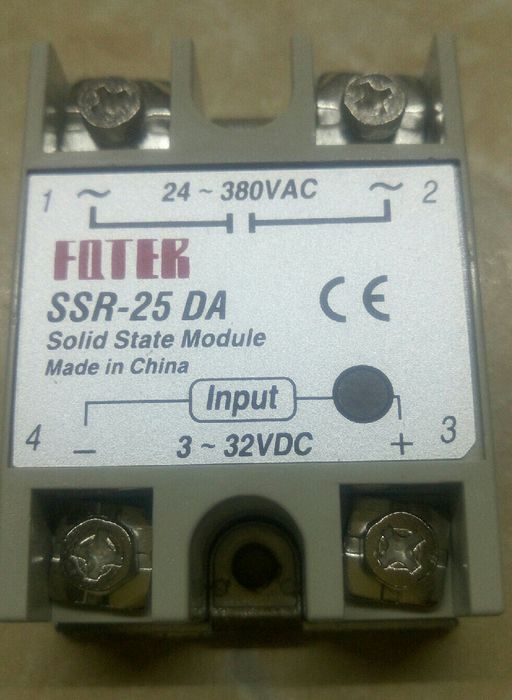 1 ~ 24 ~ 380VAC ~ 2
FQTEK
SSR-25 DA
CE
Solid State Module
Made in China
Input
4 - 3 ~ 32VDC + 3